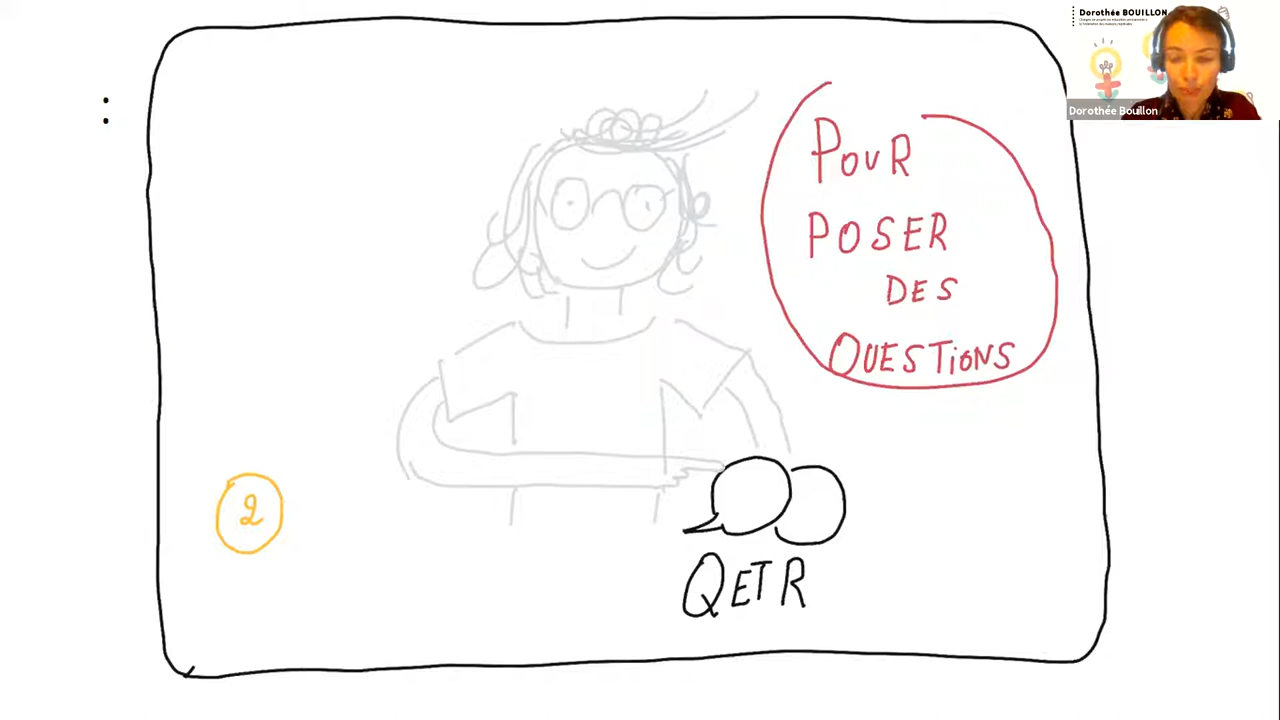 Dorothée BOUILLON
Dorothée Bouillon
POUR
POSER
DES
QUESTIONS
2
QETR